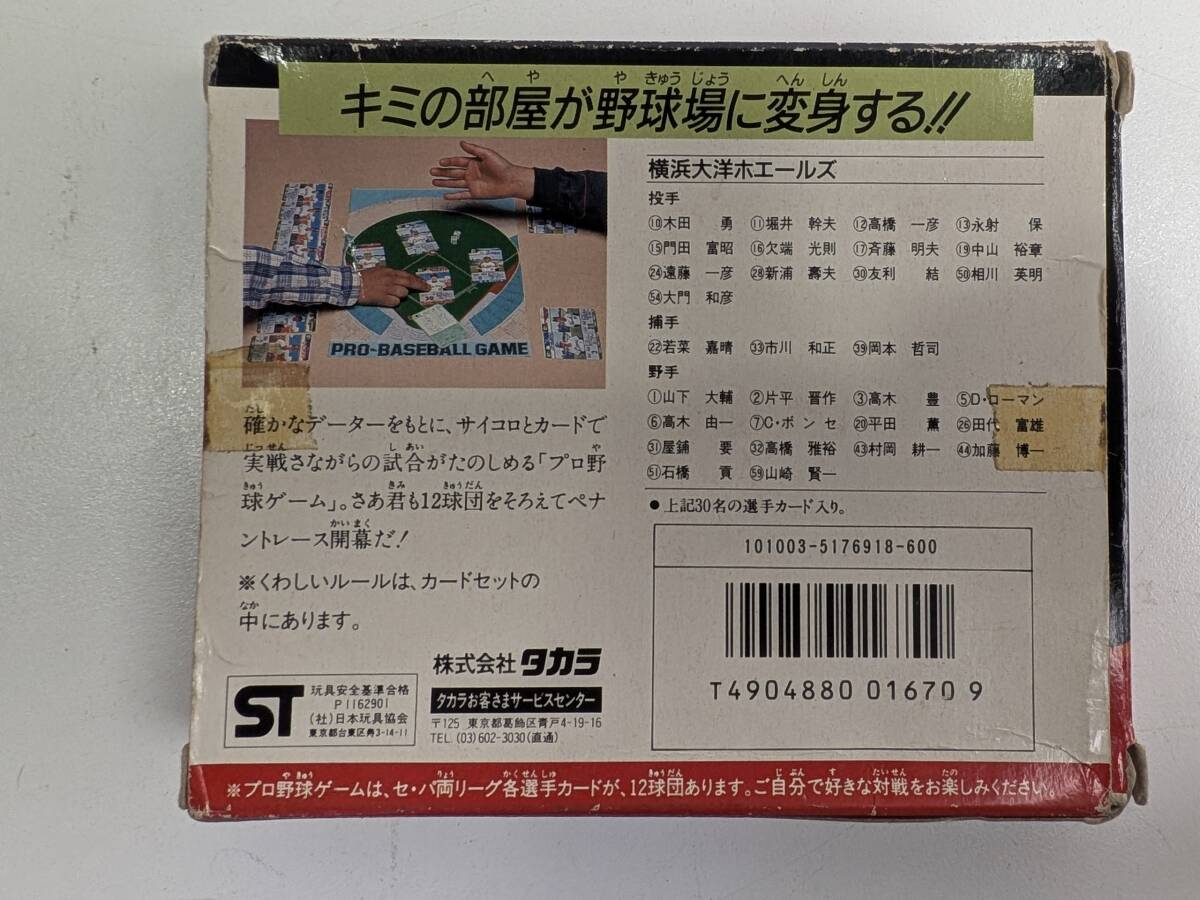 キミの部屋が野球場に変身する!!
PRO-BASEBALL GAME
確かなデーターをもとに、サイコロとカードで
実戦さながらの試合がたのしめる「プロ野
球ゲーム」。さあ君も12球団をそろえてペナ
ントレース開幕だ!
※くわしいルールは、カードセットの
中にあります。
株式会社 タカラ
タカラお客さまサービスセンター
〒125 東京都葛飾区青戸4-19-16
TEL.(03)602-3030(直通)
ST
玩具安全基準合格
P 1162901
(社)日本玩具協会
東京都台東区寿3-14-11
横浜大洋ホエールズ
投手
⑩木田 勇 ⑪堀井 幹夫 ⑫高橋 一彦 ⑬永射 保
⑮門田 富昭 ⑯欠端 光則 ⑰斉藤 明夫 ⑲中山 裕章
㉔遠藤 一彦 ㉘新浦 壽夫 ㉚友利 結 ㊿相川 英明
54大門 和彦
捕手
㉒若菜 嘉晴 ㉝市川 和正 ㊴岡本 哲司
野手
①山下 大輔 ②片平 晋作 ③高木 豊 ⑤D・ローマン
⑥高木 由一 ⑦C・ポンセ ⑳平田 薫 ㉖田代 富雄
㉛屋鋪 要 ㉜高橋 雅裕 ㊸村岡 耕一 ㊹加藤 博一
51石橋 貢 59山崎 賢一
●上記30名の選手カード入り。
101003-5176918-600
T4904880 01670 9
※プロ野球ゲームは、セ・パ両リーグ各選手カードが、12球団あります。ご自分で好きな対戦をお楽しみください。